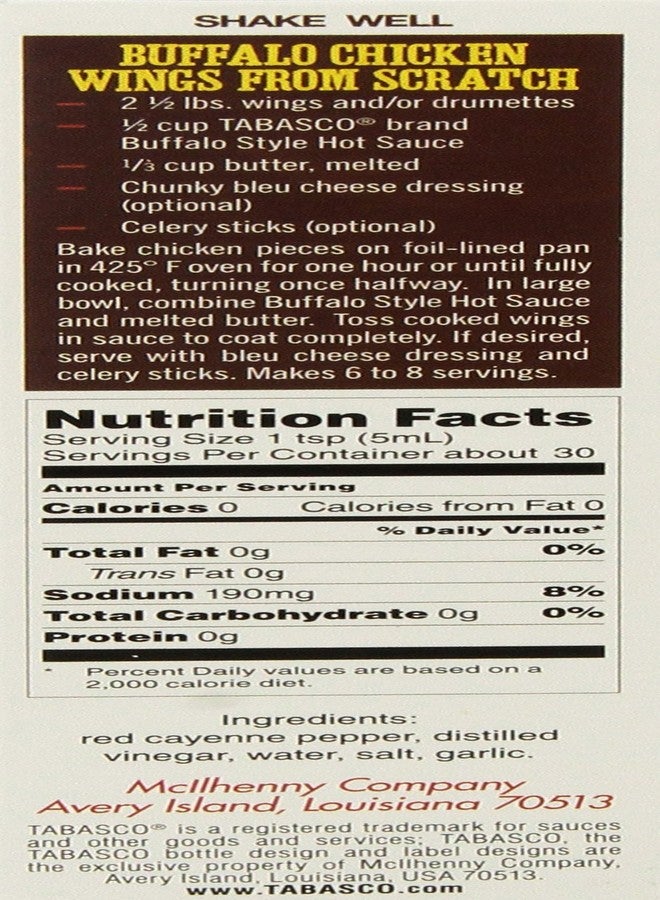 SHAKE WELL
BUFFALO CHICKEN
WINGS FROM SCRATCH
— 2 ½ lbs. wings and/or drumettes
— ½ cup TABASCO® brand
Buffalo Style Hot Sauce
— 1/3 cup butter, melted
— Chunky bleu cheese dressing
(optional)
— Celery sticks (optional)
Bake chicken pieces on foil-lined pan
in 425° F oven for one hour or until fully
cooked, turning once halfway. In large
bowl, combine Buffalo Style Hot Sauce
and melted butter. Toss cooked wings
in sauce to coat completely. If desired,
serve with bleu cheese dressing and
celery sticks. Makes 6 to 8 servings.
Nutrition Facts
Serving Size 1 tsp (5mL)
Servings Per Container about 30
Amount Per Serving
Calories 0 Calories from Fat 0
% Daily Value*
Total Fat 0g 0%
Trans Fat 0g
Sodium 190mg 8%
Total Carbohydrate 0g 0%
Protein 0g
* Percent Daily values are based on a
2,000 calorie diet.
Ingredients:
red cayenne pepper, distilled
vinegar, water, salt, garlic.
McIlhenny Company
Avery Island, Louisiana 70513
TABASCO® is a registered trademark for sauces
and other goods and services; TABASCO, the
TABASCO bottle design and label designs are
the exclusive property of McIlhenny Company,
Avery Island, Louisiana, USA 70513.
www.TABASCO.com